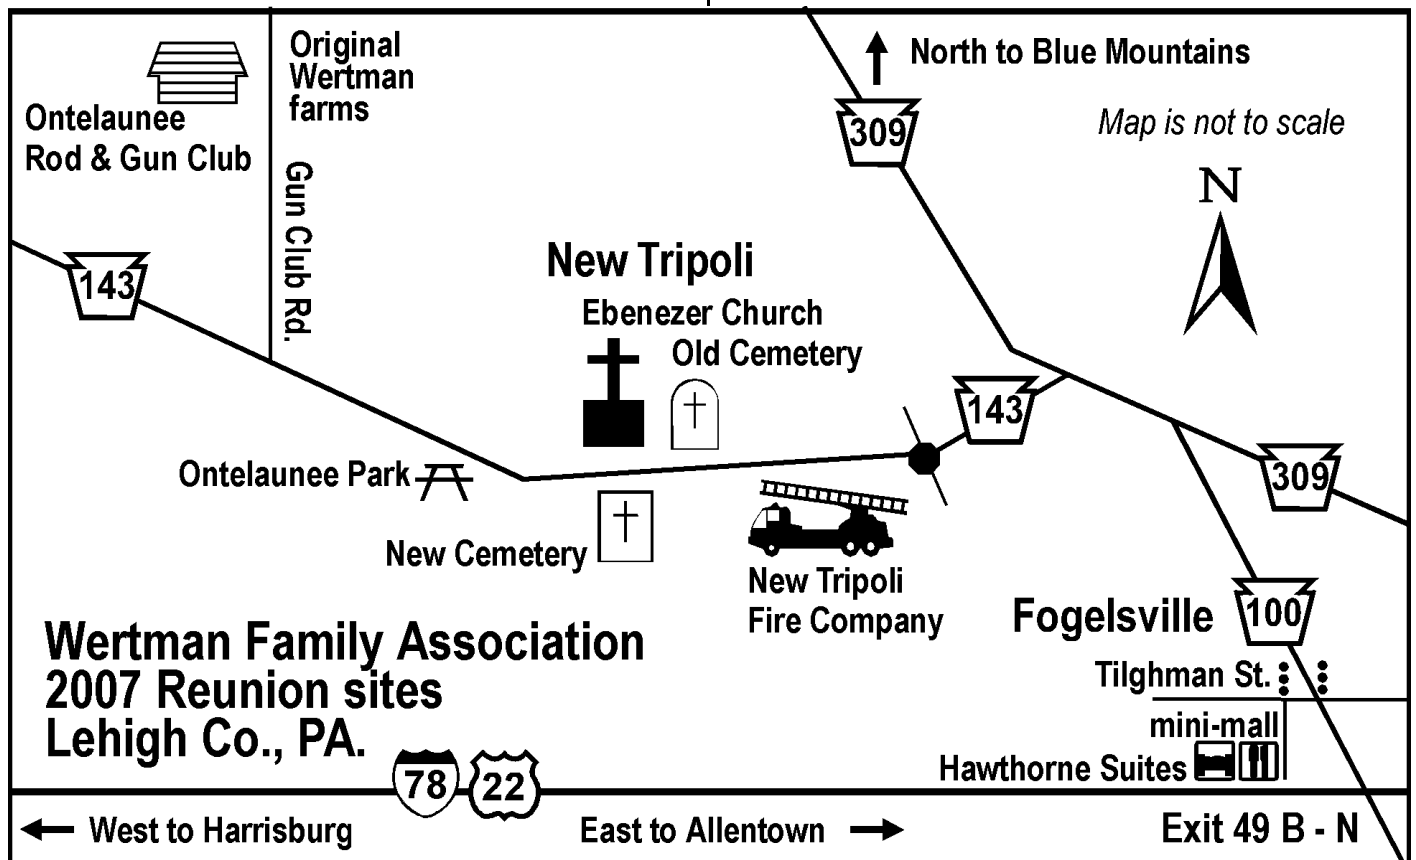 Original
Wertman
farms
Ontelaunee
Rod & Gun Club
Gun Club Rd.
North to Blue Mountains
309
Map is not to scale
N
143
New Tripoli
Ebenezer Church
Old Cemetery
143
Ontelaunee Park
309
New Cemetery
New Tripoli
Fire Company
Fogelsville
100
Tilghman St.
mini-mall
Hawthorne Suites
Wertman Family Association
2007 Reunion sites
Lehigh Co., PA.
78
22
West to Harrisburg
East to Allentown
Exit 49 B - N